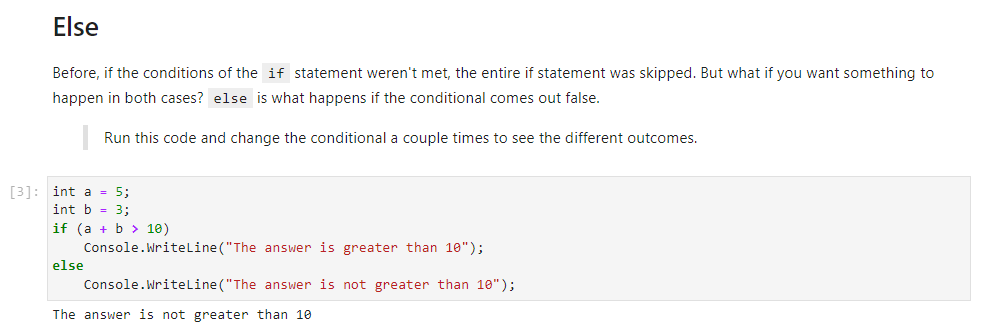 Else
Before, if the conditions of the if statement weren't met, the entire if statement was skipped. But what if you want something to
happen in both cases? else is what happens if the conditional comes out false.
Run this code and change the conditional a couple times to see the different outcomes.
[3]: int a = 5;
int b = 3;
if (a + b > 10)
    Console.WriteLine("The answer is greater than 10");
else
    Console.WriteLine("The answer is not greater than 10");
The answer is not greater than 10